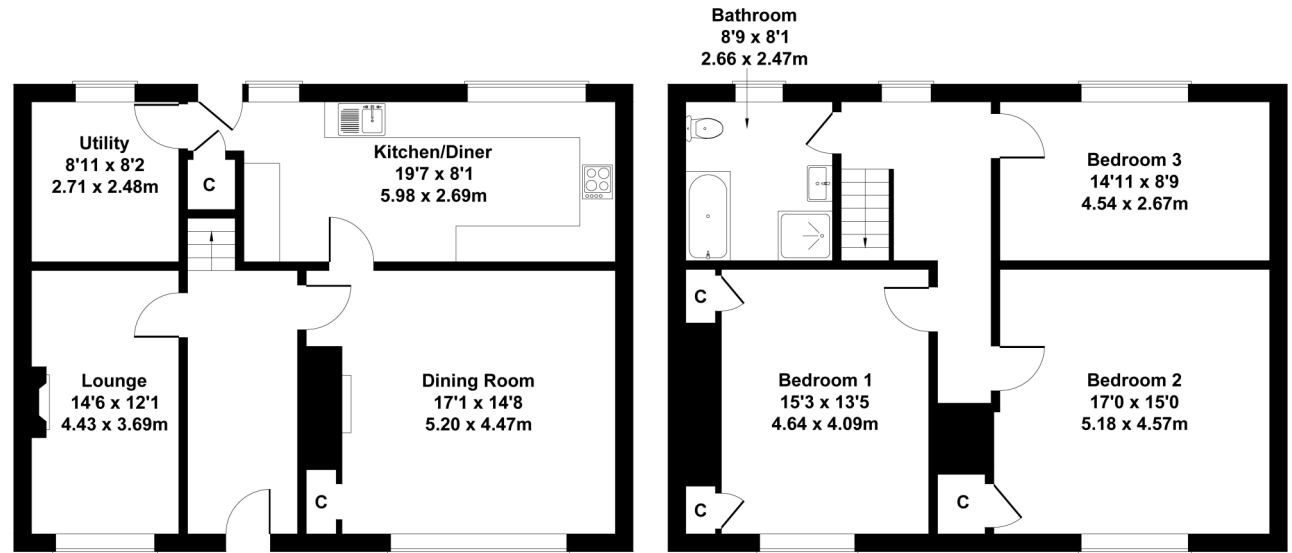 Bathroom
8'9 x 8'1
2.66 x 2.47m
Utility
8'11 x 8'2
2.71 x 2.48m
C
Kitchen/Diner
19'7 x 8'1
5.98 x 2.69m
Bedroom 3
14'11 x 8'9
4.54 x 2.67m
Lounge
14'6 x 12'1
4.43 x 3.69m
Dining Room
17'1 x 14'8
5.20 x 4.47m
C
C
Bedroom 1
15'3 x 13'5
4.64 x 4.09m
C
Bedroom 2
17'0 x 15'0
5.18 x 4.57m
C